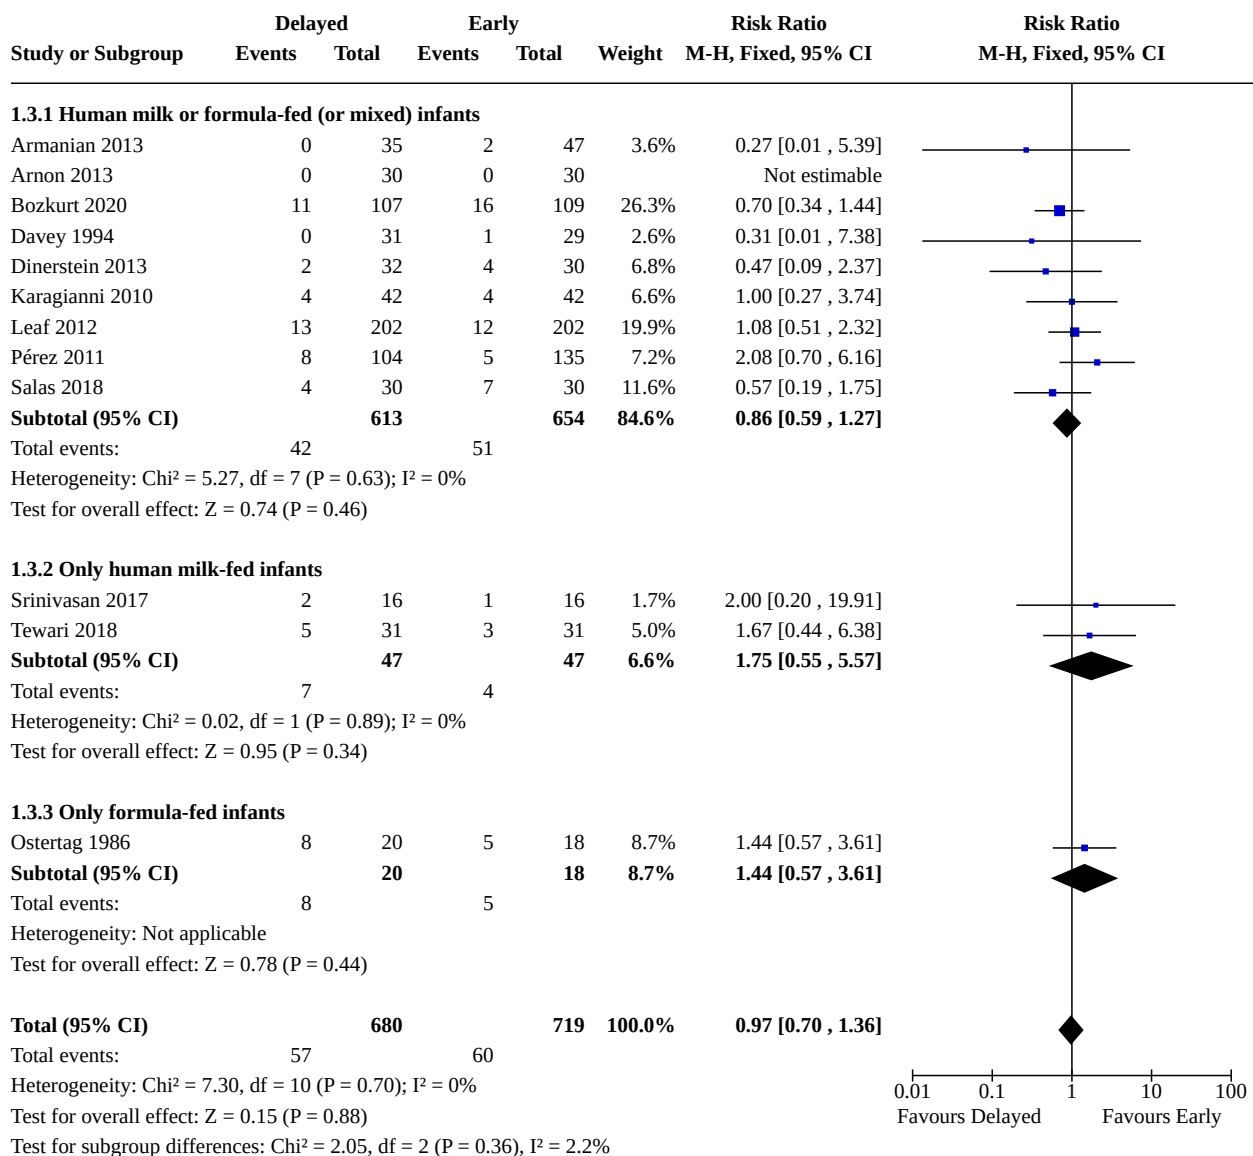 Delayed Early Risk Ratio Risk Ratio
Study or Subgroup Events Total Events Total Weight M-H, Fixed, 95% CI M-H, Fixed, 95% CI
1.3.1 Human milk or formula-fed (or mixed) infants
Armanian 2013 0 35 2 47 3.6% 0.27 [0.01 , 5.39]
Arnon 2013 0 30 0 30 Not estimable
Bozkurt 2020 11 107 16 109 26.3% 0.70 [0.34 , 1.44]
Davey 1994 0 31 1 29 2.6% 0.31 [0.01 , 7.38]
Dinerstein 2013 2 32 4 30 6.8% 0.47 [0.09 , 2.37]
Karagianni 2010 4 42 4 42 6.6% 1.00 [0.27 , 3.74]
Leaf 2012 13 202 12 202 19.9% 1.08 [0.51 , 2.32]
Pérez 2011 8 104 5 135 7.2% 2.08 [0.70 , 6.16]
Salas 2018 4 30 7 30 11.6% 0.57 [0.19 , 1.75]
Subtotal (95% CI) 613 654 84.6% 0.86 [0.59 , 1.27]
Total events: 42 51
Heterogeneity: Chi² = 5.27, df = 7 (P = 0.63); I² = 0%
Test for overall effect: Z = 0.74 (P = 0.46)
1.3.2 Only human milk-fed infants
Srinivasan 2017 2 16 1 16 1.7% 2.00 [0.20 , 19.91]
Tewari 2018 5 31 3 31 5.0% 1.67 [0.44 , 6.38]
Subtotal (95% CI) 47 47 6.6% 1.75 [0.55 , 5.57]
Total events: 7 4
Heterogeneity: Chi² = 0.02, df = 1 (P = 0.89); I² = 0%
Test for overall effect: Z = 0.95 (P = 0.34)
1.3.3 Only formula-fed infants
Ostertag 1986 8 20 5 18 8.7% 1.44 [0.57 , 3.61]
Subtotal (95% CI) 20 18 8.7% 1.44 [0.57 , 3.61]
Total events: 8 5
Heterogeneity: Not applicable
Test for overall effect: Z = 0.78 (P = 0.44)
Total (95% CI) 680 719 100.0% 0.97 [0.70 , 1.36]
Total events: 57 60
Heterogeneity: Chi² = 7.30, df = 10 (P = 0.70); I² = 0%
0.01 0.1 1 10 100
Test for overall effect: Z = 0.15 (P = 0.88)
Favours Delayed Favours Early
Test for subgroup differences: Chi² = 2.05, df = 2 (P = 0.36), I² = 2.2%